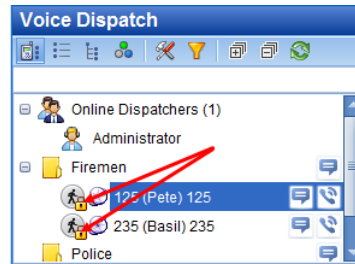 Voice Dispatch
Online Dispatchers (1)
Administrator
Firemen
125 (Pete) 125
235 (Basil) 235
Police